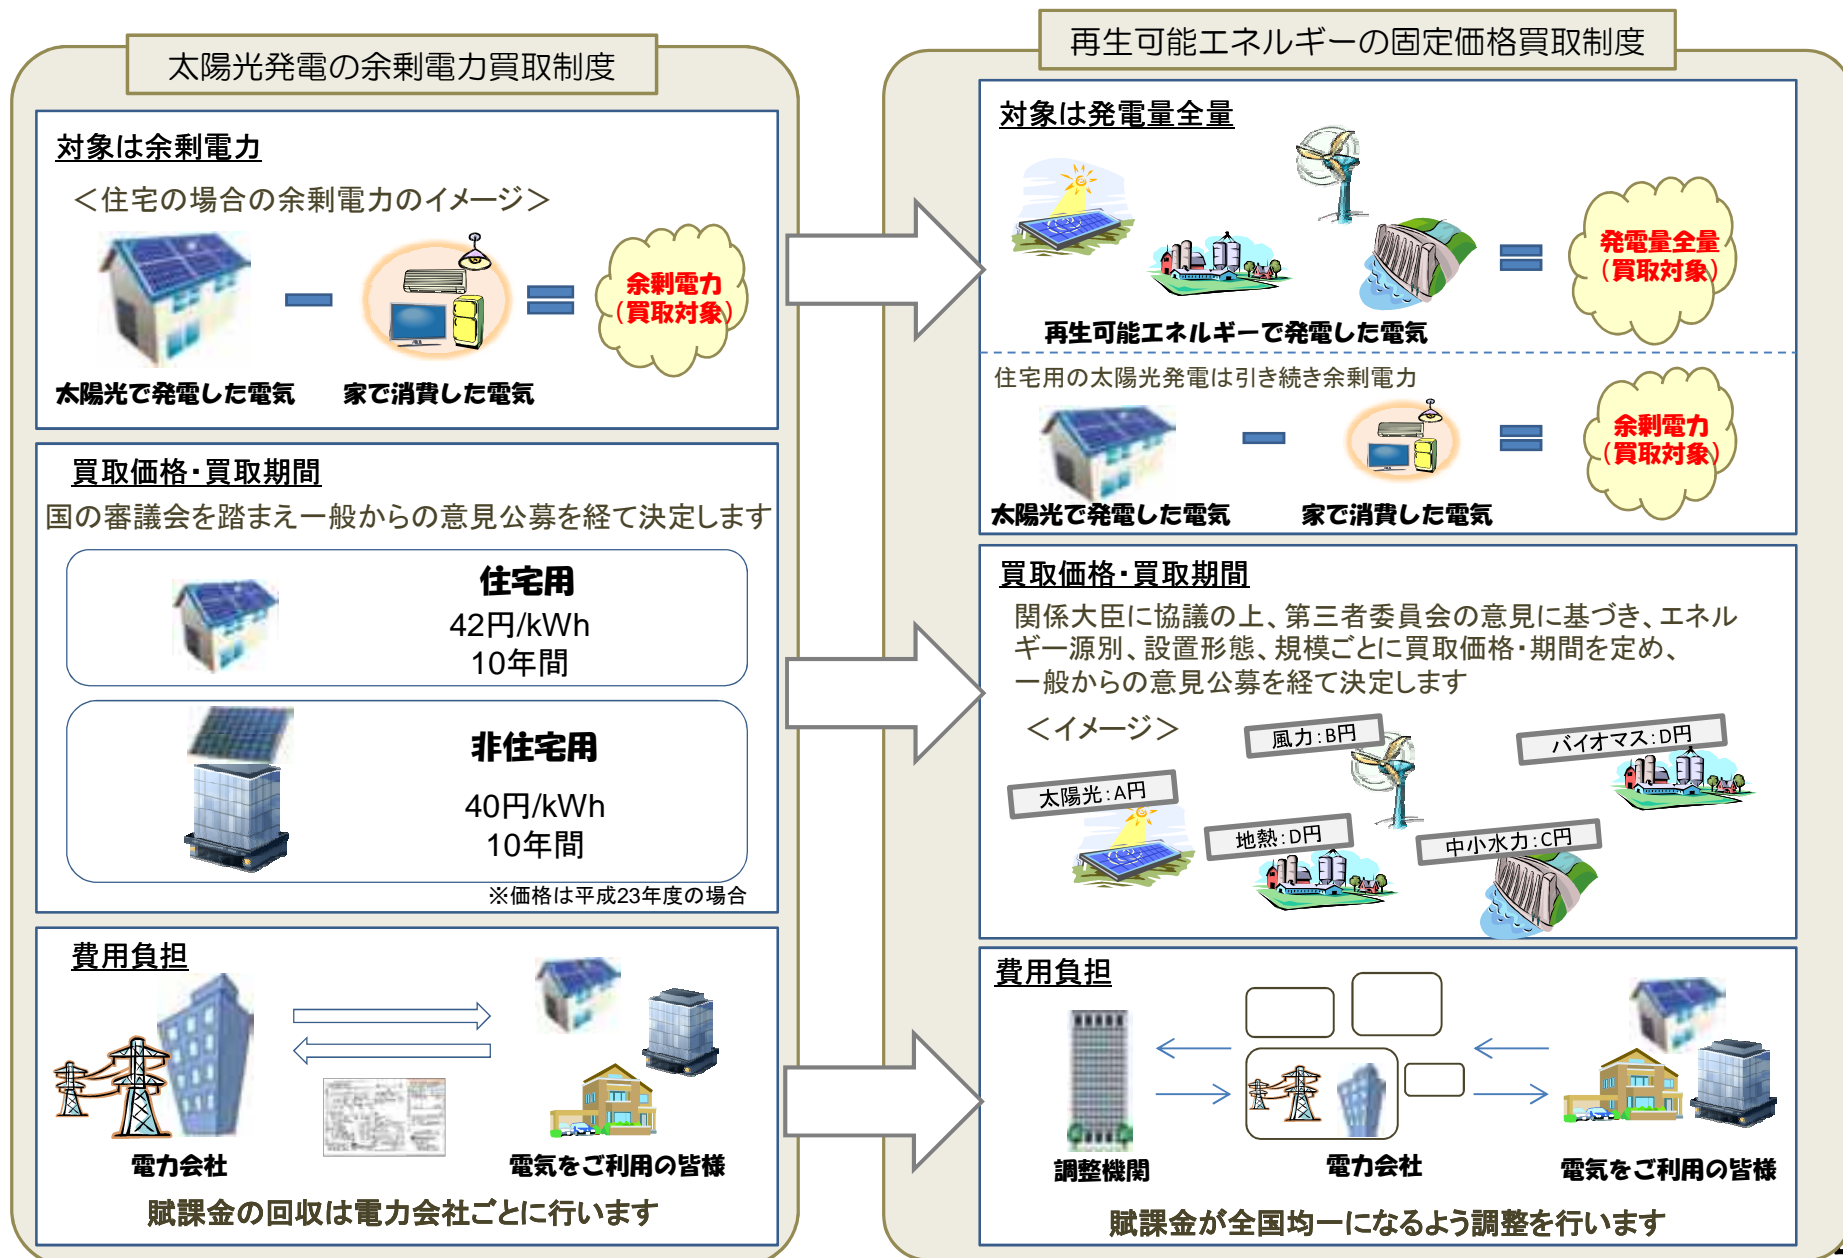 太陽光発電の余剰電力買取制度
対象は余剰電力
＜住宅の場合の余剰電力のイメージ＞
余剰電力
（買取対象）
太陽光で発電した電気
家で消費した電気
買取価格・買取期間
国の審議会を踏まえ一般からの意見公募を経て決定します
住宅用
42円/kWh
10年間
非住宅用
40円/kWh
10年間
※価格は平成23年度の場合
費用負担
電力会社
電気をご利用の皆様
賦課金の回収は電力会社ごとに行います
再生可能エネルギーの固定価格買取制度
対象は発電量全量
発電量全量
（買取対象）
再生可能エネルギーで発電した電気
住宅用の太陽光発電は引き続き余剰電力
余剰電力
（買取対象）
太陽光で発電した電気
家で消費した電気
買取価格・買取期間
関係大臣に協議の上、第三者委員会の意見に基づき、エネル
ギー源別、設置形態、規模ごとに買取価格・期間を定め、
一般からの意見公募を経て決定します
＜イメージ＞
風力：B円
バイオマス：D円
太陽光：A円
地熱：D円
中小水力：C円
費用負担
調整機関
電力会社
電気をご利用の皆様
賦課金が全国均一になるよう調整を行います